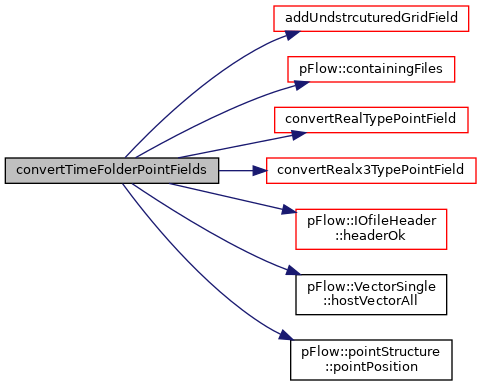 addUndstrcuturedGridField
pFlow::containingFiles
convertRealTypePointField
convertTimeFolderPointFields
convertRealx3TypePointField
pFlow::IOfileHeader
::headerOk
pFlow::VectorSingle
::hostVectorAll
pFlow::pointStructure
::pointPosition